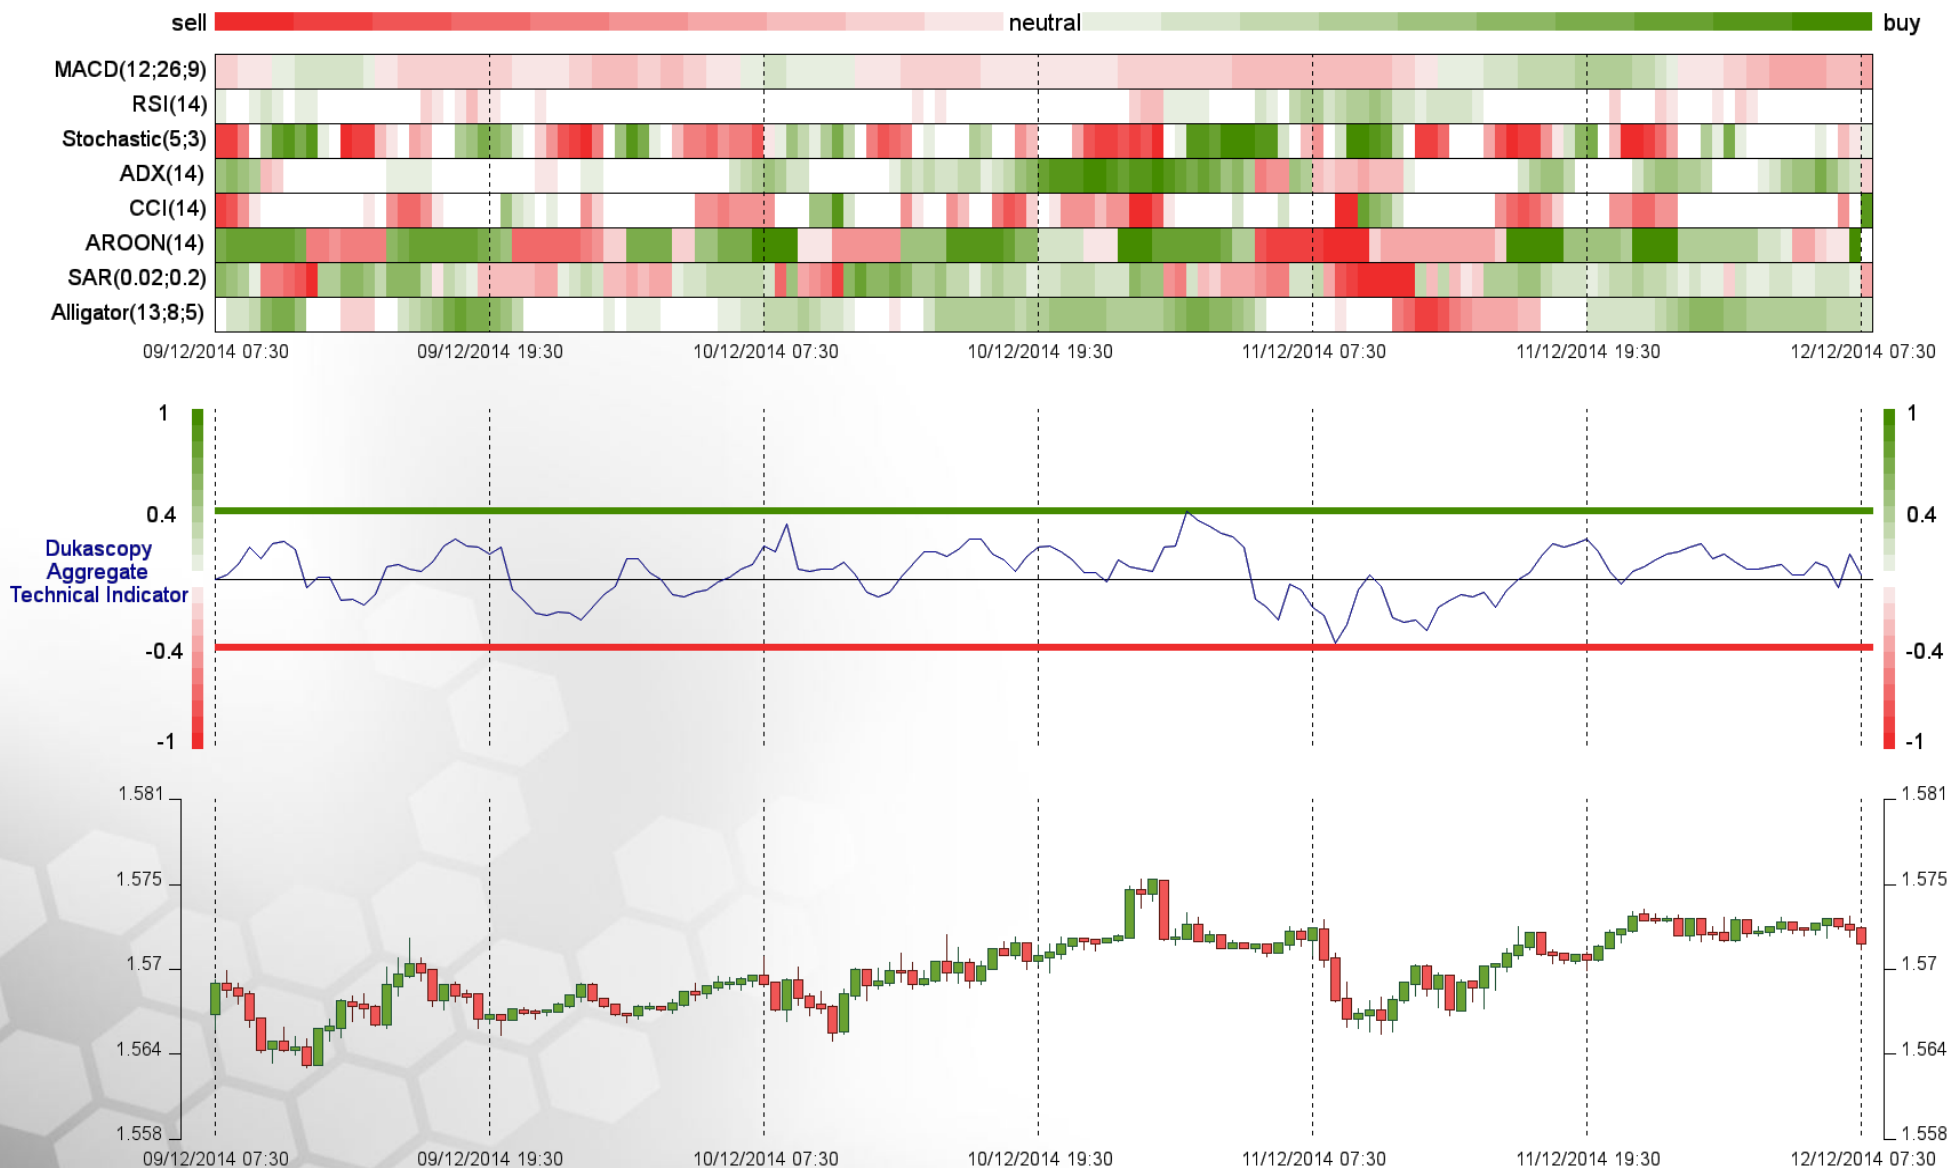 sell neutral buy
MACD(12;26;9)
RSI(14)
Stochastic(5;3)
ADX(14)
CCI(14)
AROON(14)
SAR(0.02;0.2)
Alligator(13;8;5)
09/12/2014 07:30 09/12/2014 19:30 10/12/2014 07:30 10/12/2014 19:30 11/12/2014 07:30 11/12/2014 19:30 12/12/2014 07:30
1 1
0.4 0.4
Dukascopy
Aggregate
Technical Indicator
-0.4 -0.4
-1 -1
1.581 1.581
1.575 1.575
1.57 1.57
1.564 1.564
1.558 1.558
09/12/2014 07:30 09/12/2014 19:30 10/12/2014 07:30 10/12/2014 19:30 11/12/2014 07:30 11/12/2014 19:30 12/12/2014 07:30